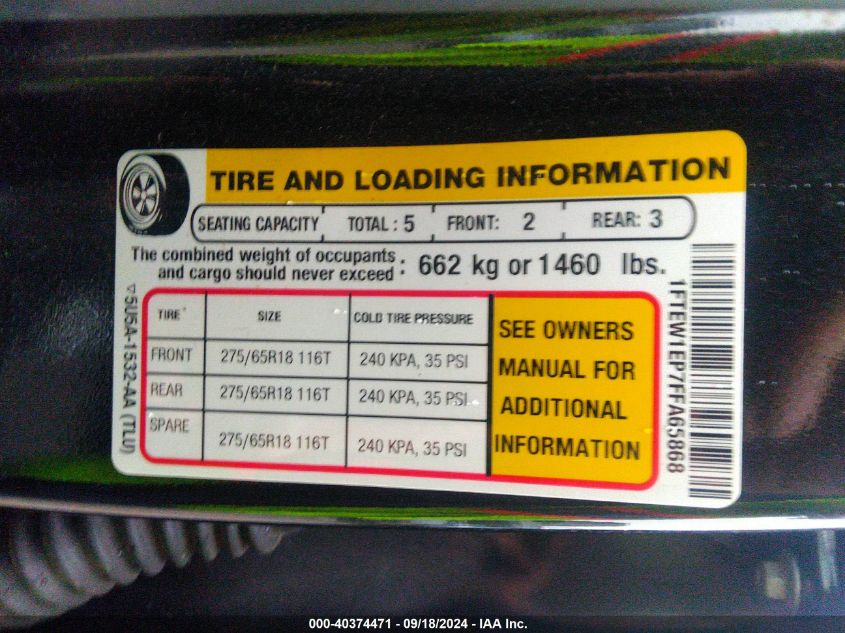 TIRE AND LOADING INFORMATION
SEATING CAPACITY TOTAL : 5 FRONT: 2 REAR: 3
The combined weight of occupants
and cargo should never exceed : 662 kg or 1460 lbs.
TIRE SIZE COLD TIRE PRESSURE
FRONT 275/65R18 116T 240 KPA, 35 PSI
REAR 275/65R18 116T 240 KPA, 35 PSI
SPARE 275/65R18 116T 240 KPA, 35 PSI
SEE OWNERS
MANUAL FOR
ADDITIONAL
INFORMATION
▽5U5A-1532-AA (TLU)
1FTEW1EP7FFA65868
000-40374471 - 09/18/2024 - IAA Inc.